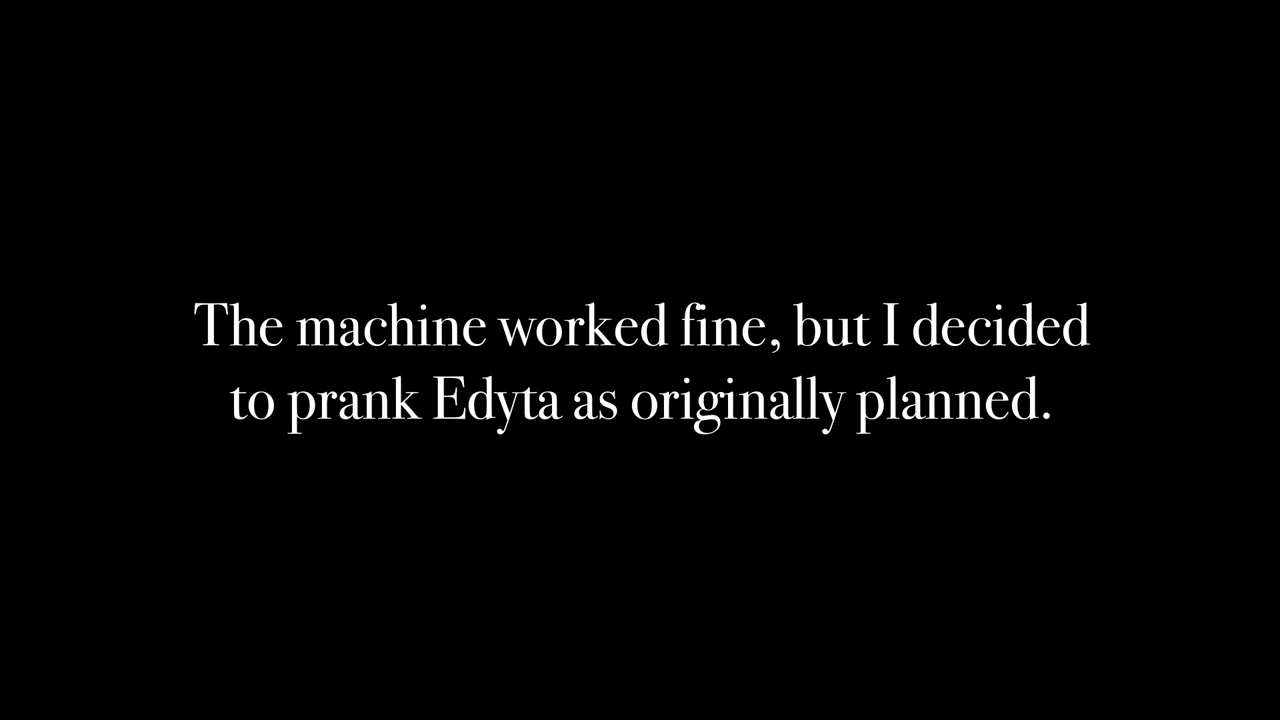 The machine worked fine, but I decided
to prank Edyta as originally planned.